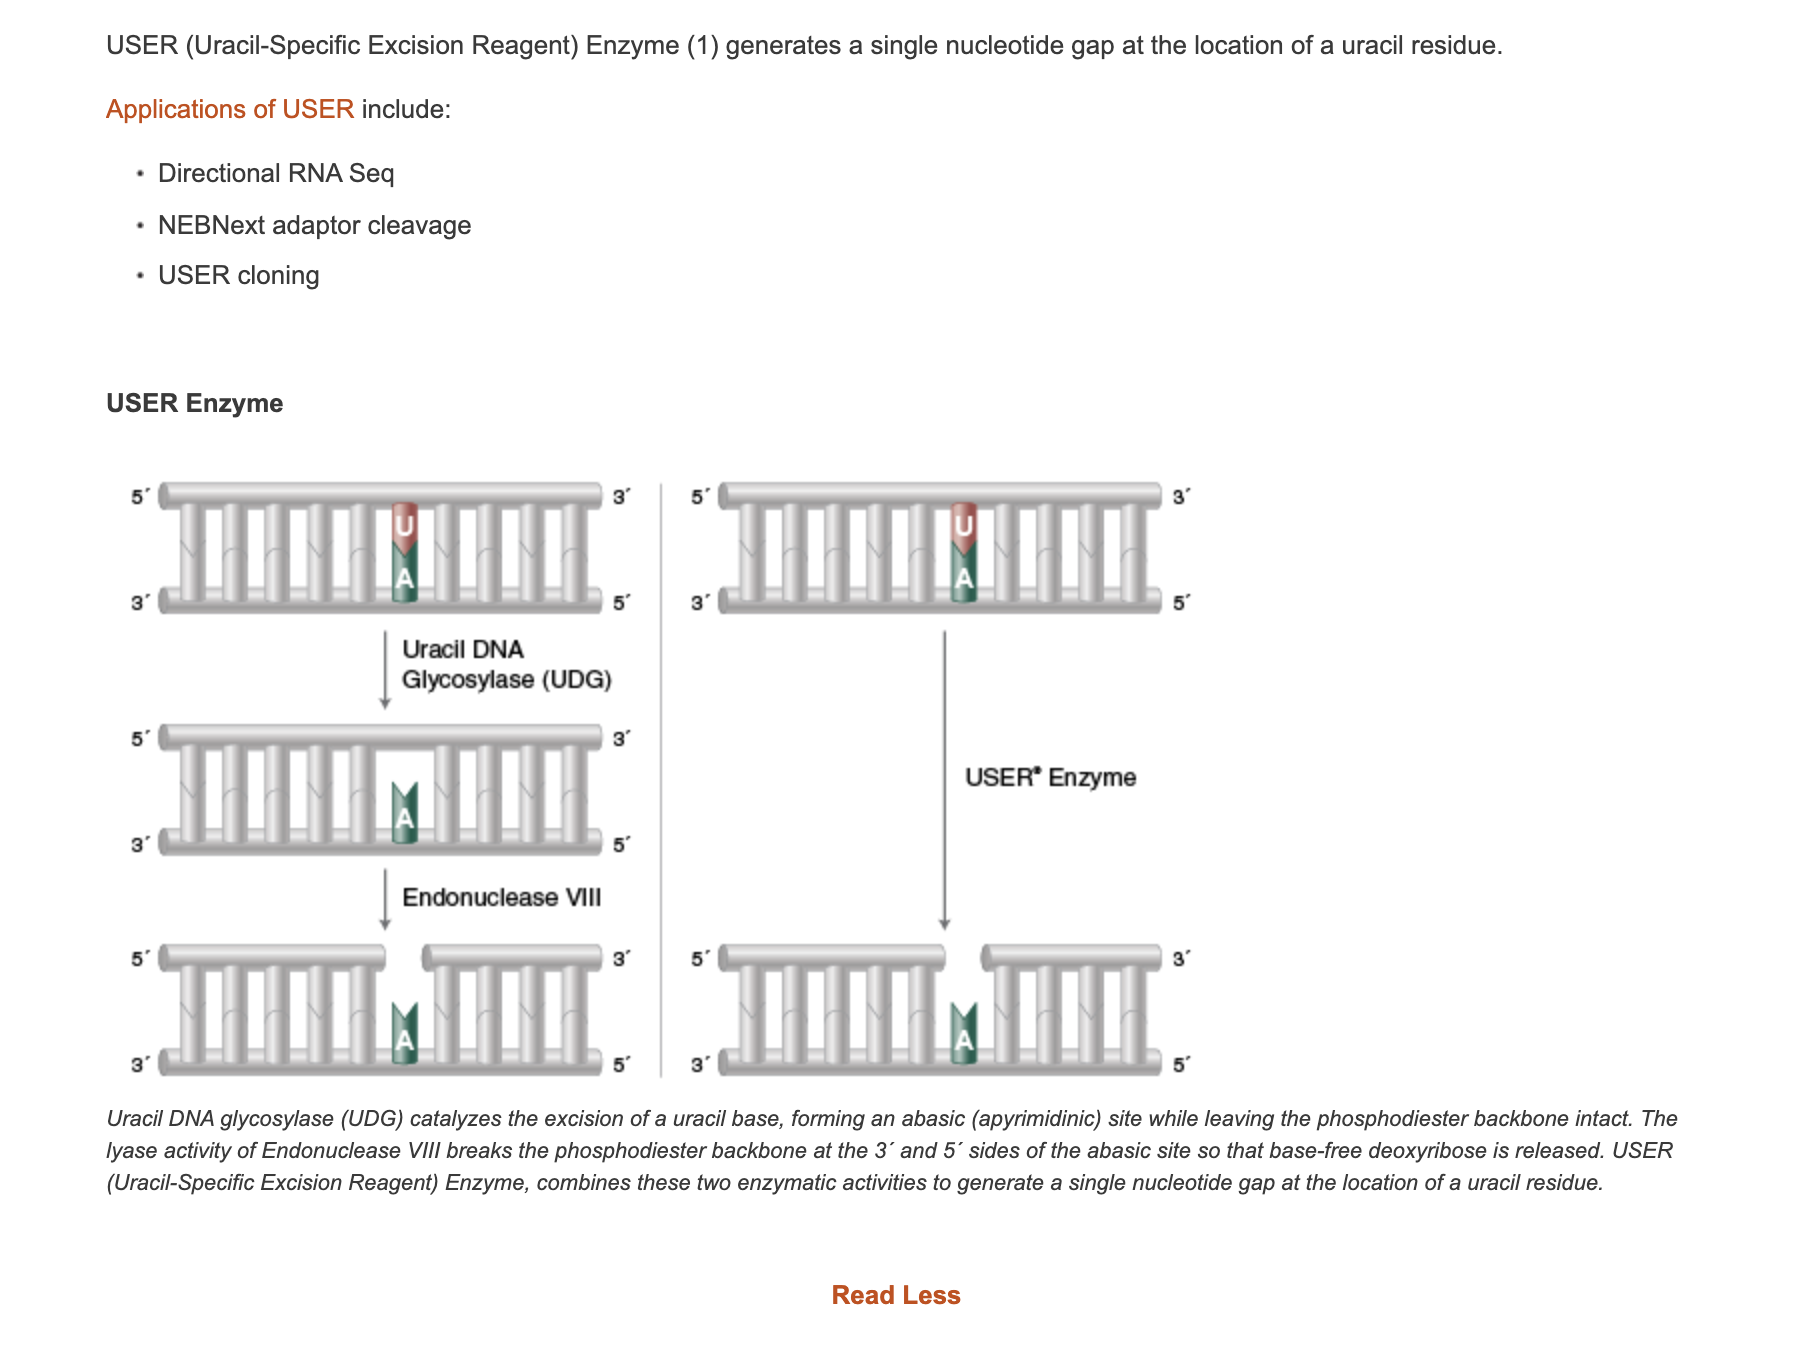 USER (Uracil-Specific Excision Reagent) Enzyme (1) generates a single nucleotide gap at the location of a uracil residue.
Applications of USER include:
• Directional RNA Seq
• NEBNext adaptor cleavage
• USER cloning
USER Enzyme
5´ 3´ 5´ 3´
U U
A A
3´ 5´ 3´ 5´
Uracil DNA
Glycosylase (UDG)
5´ 3´
USER® Enzyme
A
3´ 5´
Endonuclease VIII
5´ 3´ 5´ 3´
A A
3´ 5´ 3´ 5´
Uracil DNA glycosylase (UDG) catalyzes the excision of a uracil base, forming an abasic (apyrimidinic) site while leaving the phosphodiester backbone intact. The
lyase activity of Endonuclease VIII breaks the phosphodiester backbone at the 3´ and 5´ sides of the abasic site so that base-free deoxyribose is released. USER
(Uracil-Specific Excision Reagent) Enzyme, combines these two enzymatic activities to generate a single nucleotide gap at the location of a uracil residue.
Read Less